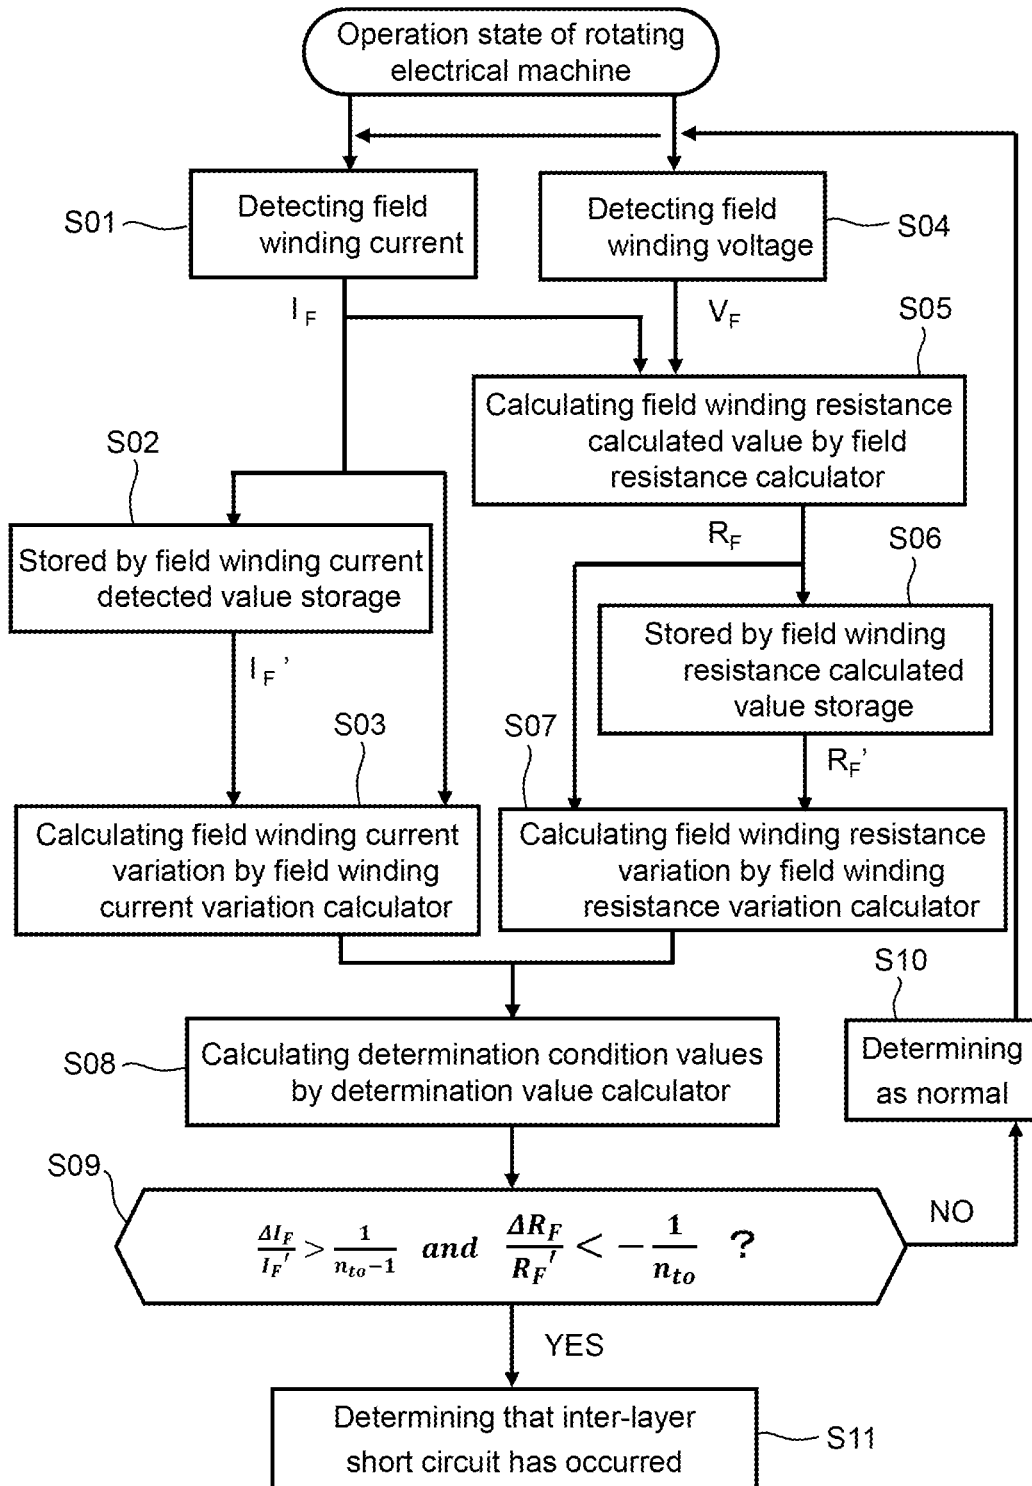 Operation state of rotating
electrical machine
S01
Detecting field
winding current
Detecting field
winding voltage
S04
I_F
V_F
S05
Calculating field winding resistance
calculated value by field
resistance calculator
S02
Stored by field winding current
detected value storage
R_F
S06
Stored by field winding
resistance calculated
value storage
I_F'
S03
S07
R_F'
Calculating field winding current
variation by field winding
current variation calculator
Calculating field winding resistance
variation by field winding
resistance variation calculator
S10
Determining
as normal
S08
Calculating determination condition values
by determination value calculator
S09
ΔI_F/I_F' > 1/(n_to−1) and ΔR_F/R_F' < −1/n_to ?
NO
YES
Determining that inter-layer
short circuit has occurred
S11